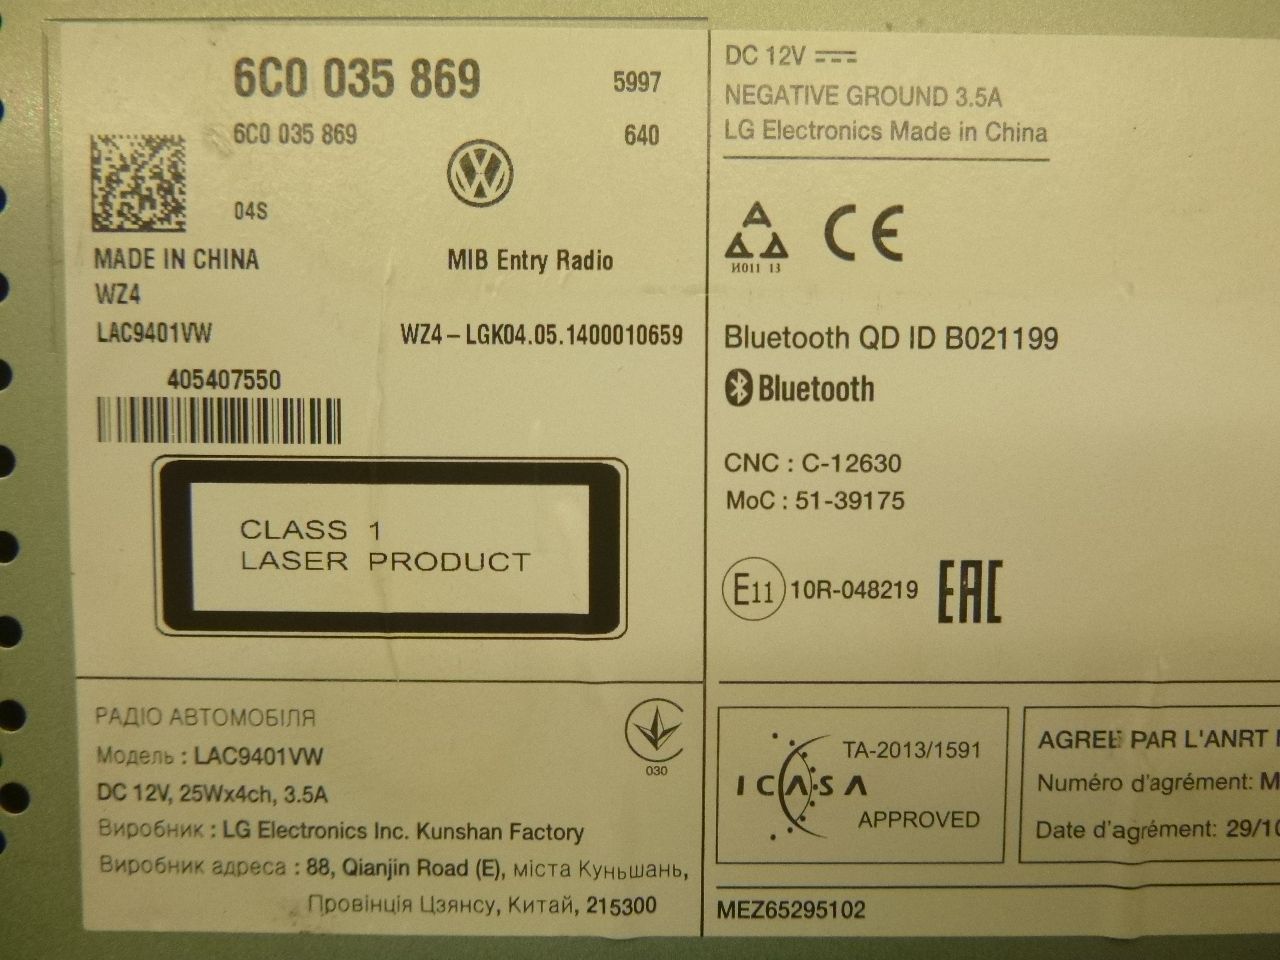 6C0 035 869
5997
6C0 035 869
640
04S
MADE IN CHINA
MIB Entry Radio
WZ4
LAC9401VW
WZ4 – LGK04.05.1400010659
405407550
CLASS 1
LASER PRODUCT
РАДІО АВТОМОБІЛЯ
Модель : LAC9401VW
DC 12V, 25Wx4ch, 3.5A
Виробник : LG Electronics Inc. Kunshan Factory
Виробник адреса : 88, Qianjin Road (E), міста Куньшань,
Провінція Цзянсу, Китай, 215300
030
DC 12V
NEGATIVE GROUND 3.5A
LG Electronics Made in China
И011 13
CE
Bluetooth QD ID B021199
Bluetooth
CNC : C-12630
MoC : 51-39175
E11 10R-048219 EAC
TA-2013/1591
ICASA
APPROVED
AGREE PAR L'ANRT
Numéro d'agrément: M
Date d'agrément: 29/10
MEZ65295102